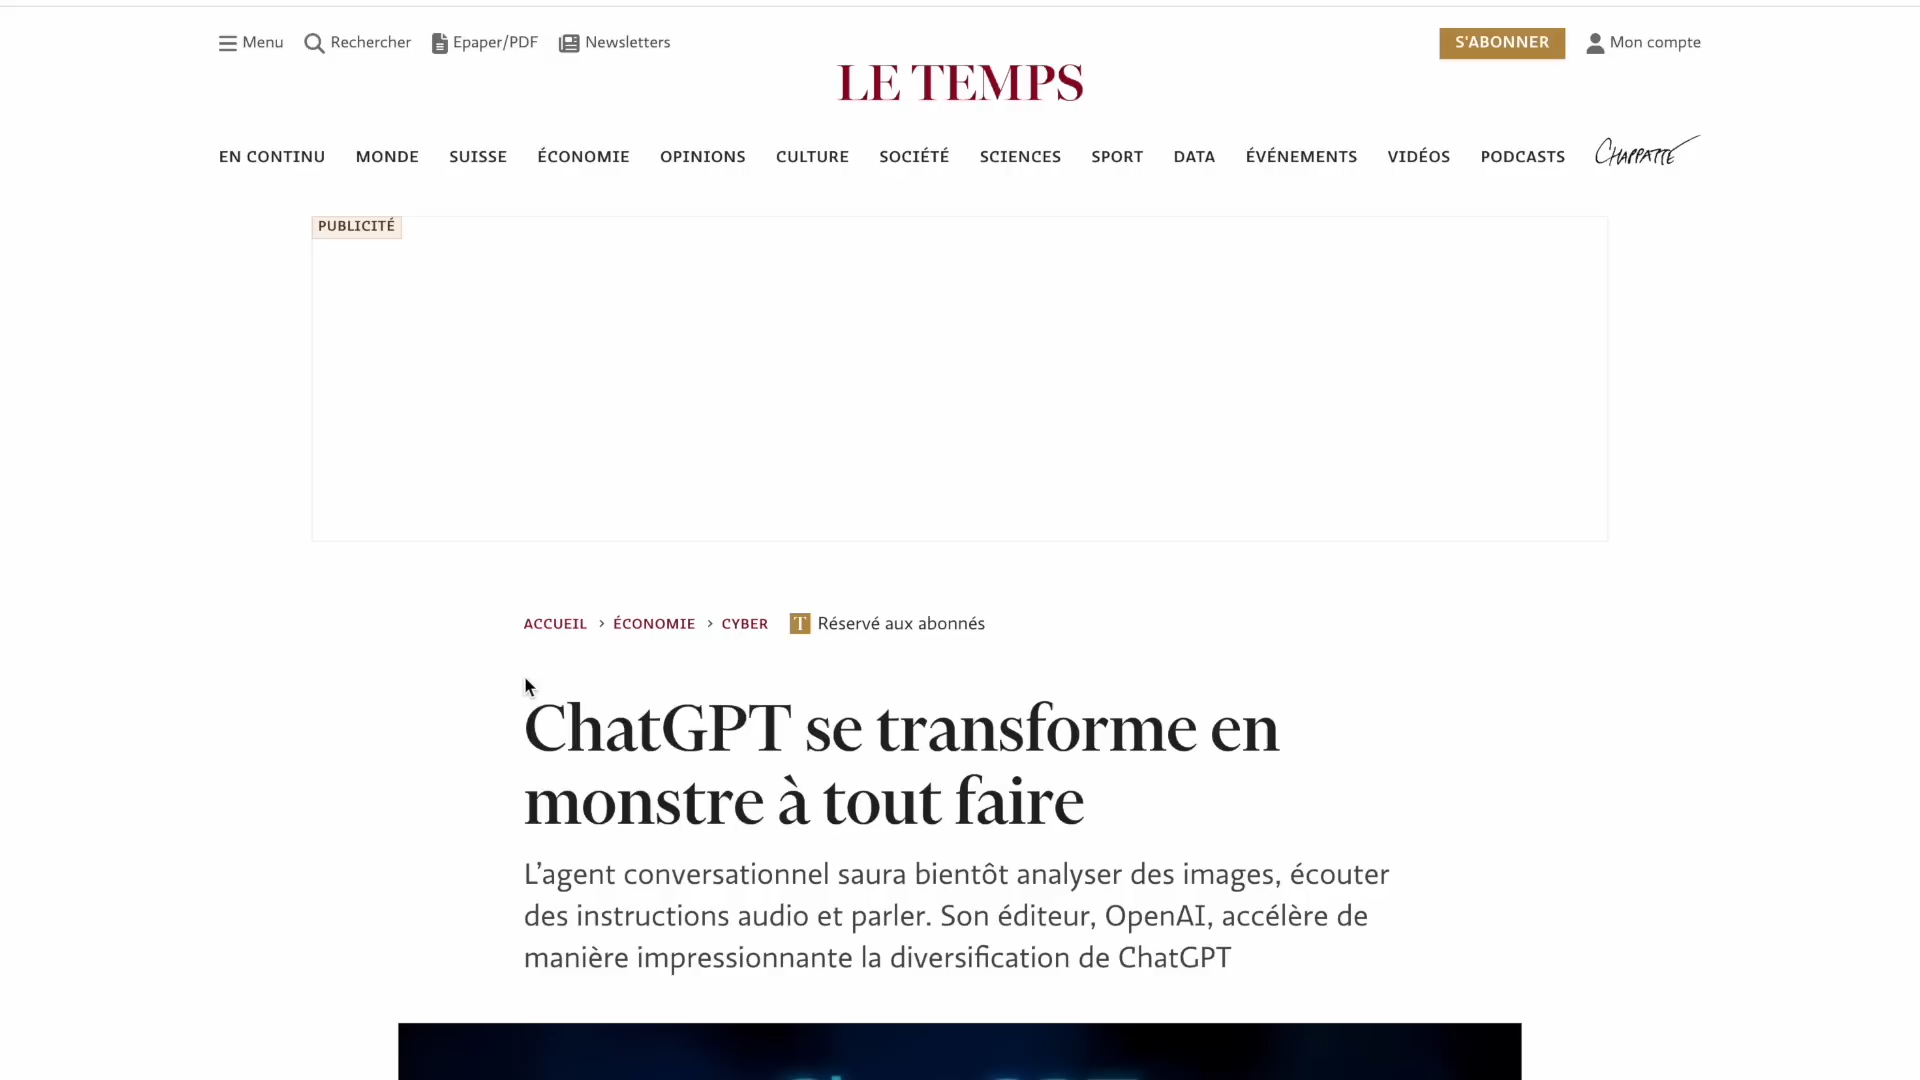 Menu Rechercher Epaper/PDF Newsletters S'ABONNER Mon compte
LE TEMPS
EN CONTINU MONDE SUISSE ÉCONOMIE OPINIONS CULTURE SOCIÉTÉ SCIENCES SPORT DATA ÉVÉNEMENTS VIDÉOS PODCASTS CHAPPATTE
PUBLICITÉ
ACCUEIL > ÉCONOMIE > CYBER T Réservé aux abonnés
ChatGPT se transforme en
monstre à tout faire
L’agent conversationnel saura bientôt analyser des images, écouter
des instructions audio et parler. Son éditeur, OpenAI, accélère de
manière impressionnante la diversification de ChatGPT